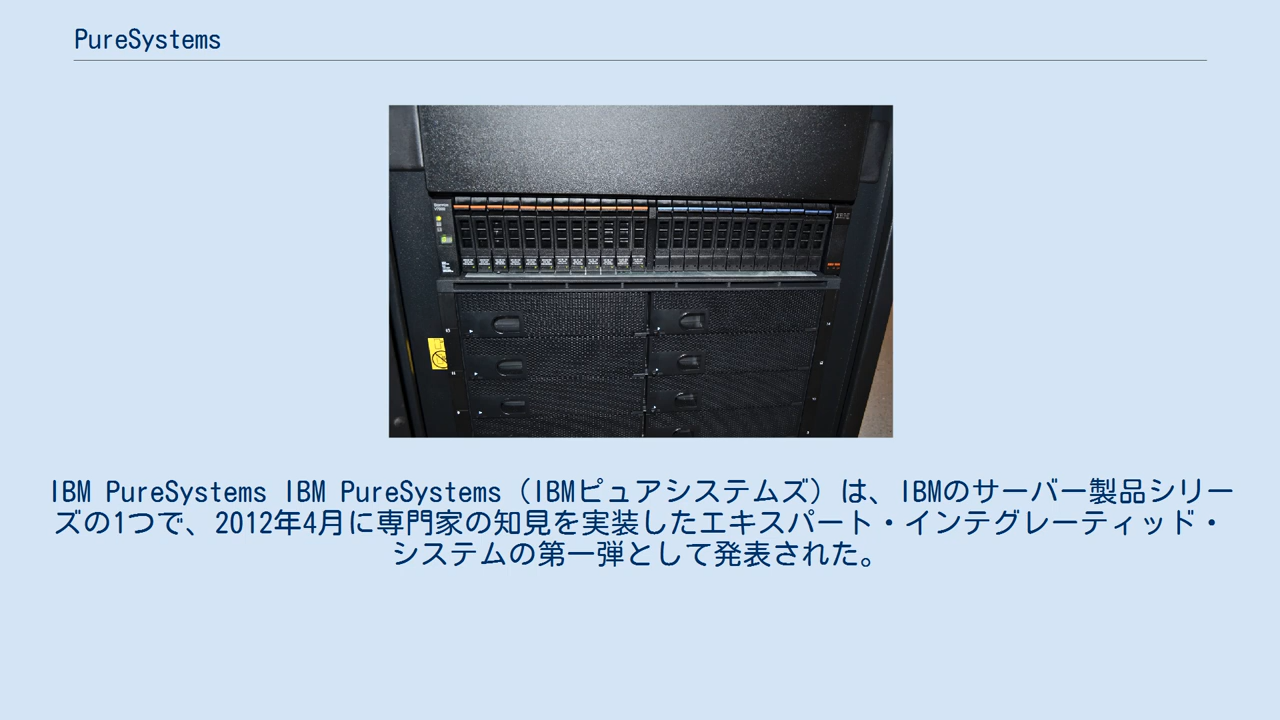 PureSystems
IBM PureSystems IBM PureSystems（IBMピュアシステムズ）は、IBMのサーバー製品シリー
ズの1つで、2012年4月に専門家の知見を実装したエキスパート・インテグレーティッド・
システムの第一弾として発表された。